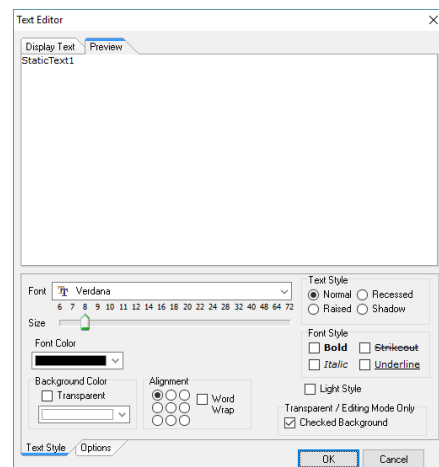 Text Editor
Display Text Preview
StaticText1
Font Verdana
6 7 8 9 10 11 12 14 16 18 20 22 24 28 32 40 48 64 72
Size
Text Style
Normal Recessed
Raised Shadow
Font Color
Font Style
Bold Strikeout
Italic Underline
Background Color
Transparent
Alignment
Word
Wrap
Light Style
Transparent / Editing Mode Only
Checked Background
Text Style Options
OK Cancel